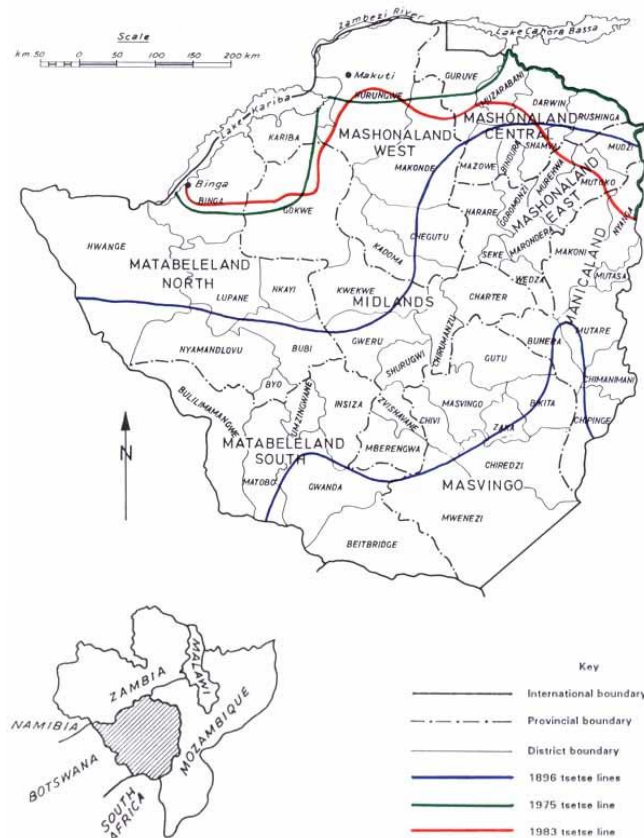 Scale
km. 50 0 50 100 150 200 km
Zambezi River
Lake Cahora Bassa
Makuti
GURUVE
HURUNGWE
MUZARABANI
Lake Kariba
DARWIN
RUSHINGA
KARIBA
MASHONALAND
WEST
MASHONALAND
CENTRAL
MUDZI
MAKONDE
MAZOWE
BINDURA
SHAMVA
MUREHWA
MUTOKO
Binga
BINGA
GOKWE
HARARE
GOROMONZI
MASHONALAND
EAST
NYANGA
HWANGE
CHEGUTU
KADOMA
SEKE
MARONDERA
MAKONI
MATABELELAND
NORTH
LUPANE
NKAYI
KWEKWE
MIDLANDS
CHARTER
WEDZA
MUTASA
MANICALAND
NYAMANDLOVU
BUBI
GWERU
CHIRUMANZU
BUHERA
MUTARE
SHURUGWI
GUTU
CHIMANIMANI
BULILIMAMANGWE
BYO
UMZINGWANE
INSIZA
ZVISHAVANE
CHIVI
MASVINGO
BIKITA
CHIPINGE
ZAKA
MATABELELAND
SOUTH
MBERENGWA
CHIREDZI
MATOBO
GWANDA
MASVINGO
MWENEZI
BEITBRIDGE
N
ZAMBIA
MALAWI
NAMIBIA
MOZAMBIQUE
BOTSWANA
SOUTH
AFRICA
Key
International boundary
Provincial boundary
District boundary
1896 tsetse lines
1975 tsetse line
1983 tsetse line